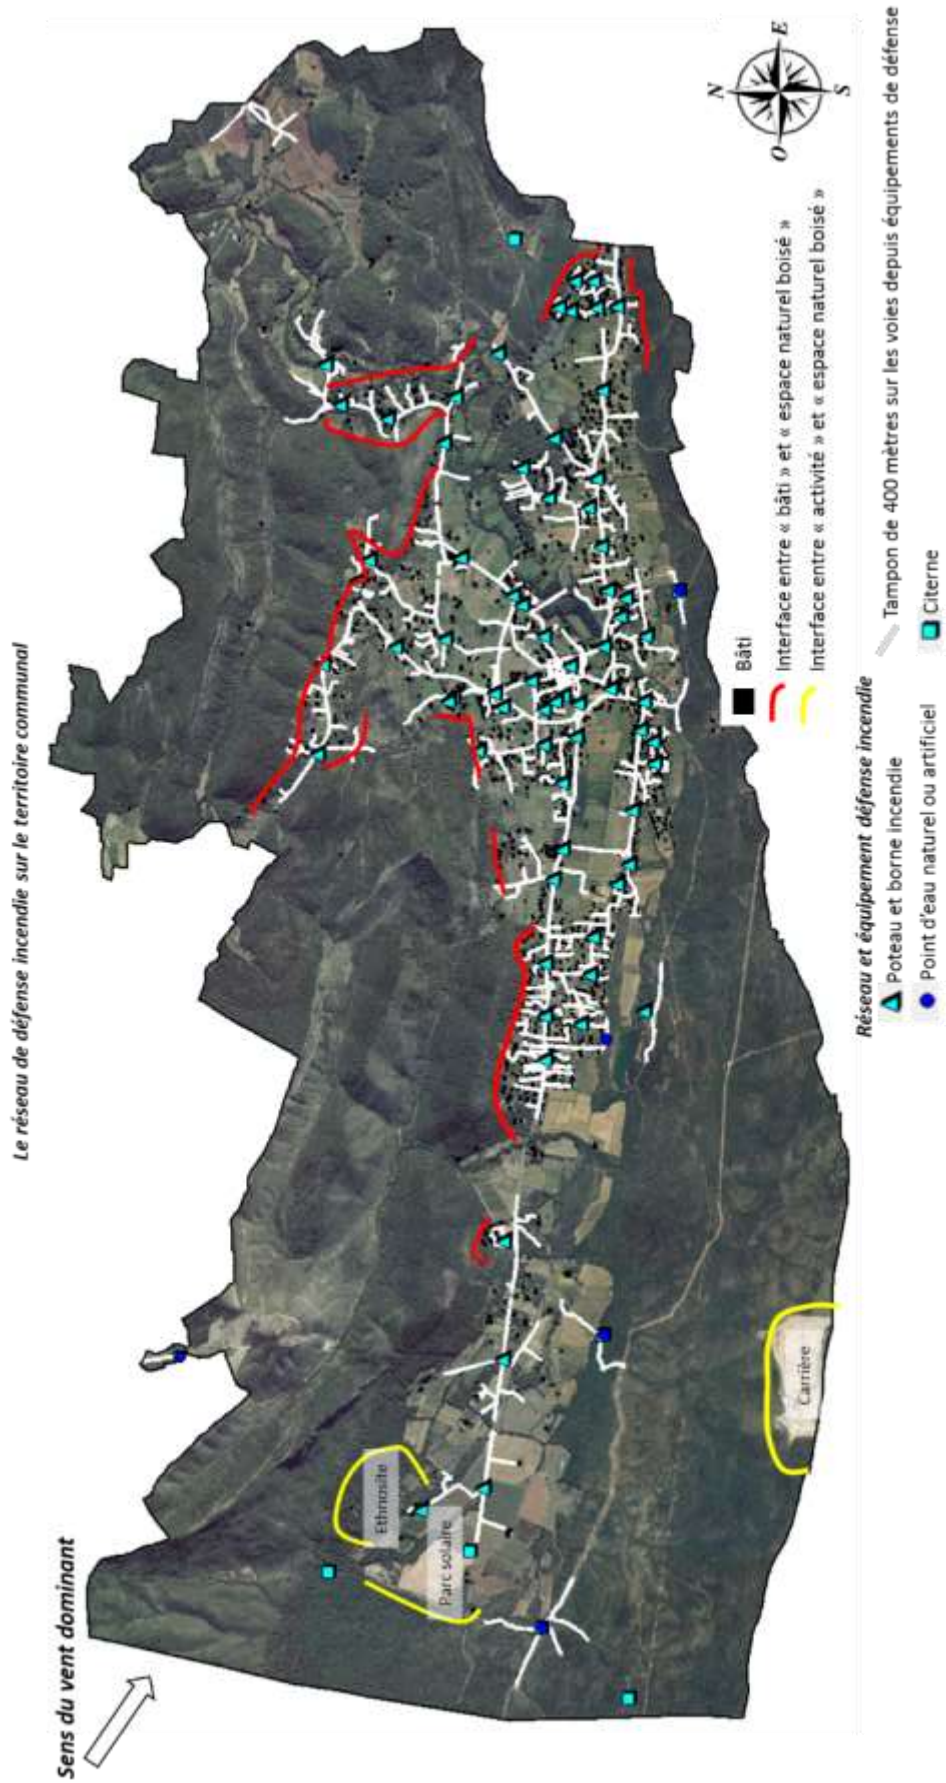 Le réseau de défense incendie sur le territoire communal
Sens du vent dominant
Ethnosite
Parc solaire
Carrière
N
O
E
S
Bâti
Interface entre « bâti » et « espace naturel boisé »
Interface entre « activité » et « espace naturel boisé »
Réseau et équipement défense incendie
Poteau et borne incendie
Tampon de 400 mètres sur les voies depuis équipements de défense
Point d'eau naturel ou artificiel
Citerne